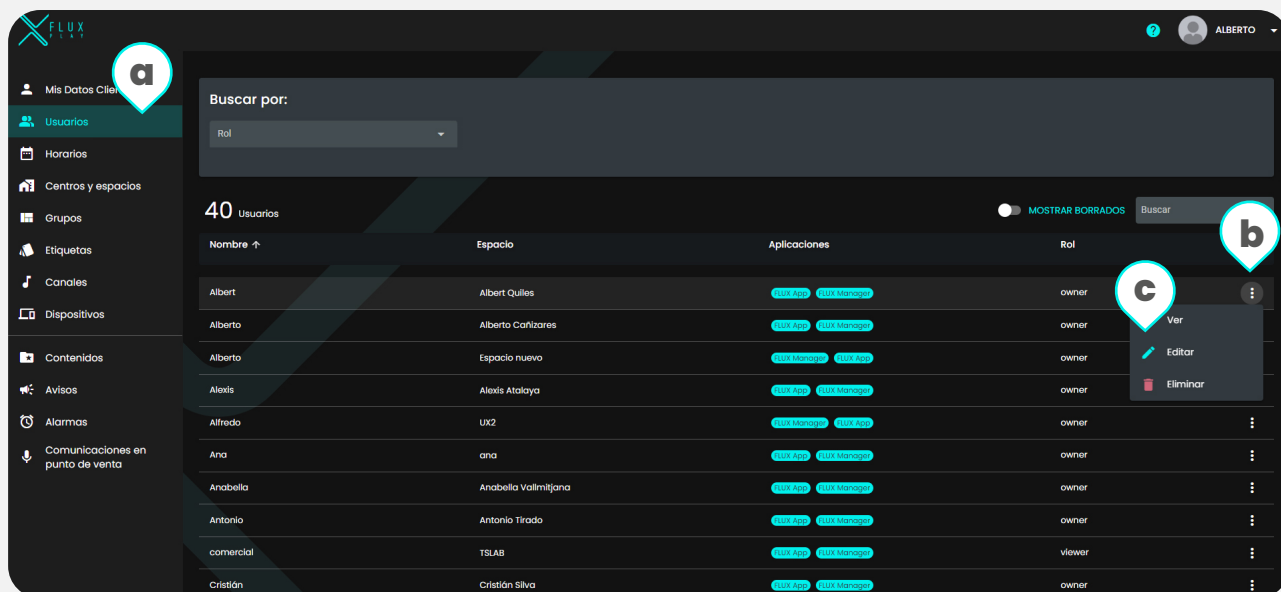 FLUX
PLAY
? ALBERTO
a
Mis Datos Clie
Usuarios
Horarios
Centros y espacios
Grupos
Etiquetas
Canales
Dispositivos
Contenidos
Avisos
Alarmas
Comunicaciones en
punto de venta
Buscar por:
Rol
40 Usuarios
MOSTRAR BORRADOS Buscar
b
Nombre ↑ Espacio Aplicaciones Rol
Albert Albert Quiles FLUX App FLUX Manager owner
Alberto Alberto Cañizares FLUX App FLUX Manager owner
Alberto Espacio nuevo FLUX Manager FLUX App owner
Alexis Alexis Atalaya FLUX App FLUX Manager owner
Alfredo UX2 FLUX Manager FLUX App owner
Ana ana FLUX App FLUX Manager owner
Anabella Anabella Vallmitjana FLUX App FLUX Manager owner
Antonio Antonio Tirado FLUX App FLUX Manager owner
comercial TSLAB FLUX App FLUX Manager viewer
Cristián Cristián Silva FLUX App FLUX Manager owner
c
Ver
Editar
Eliminar